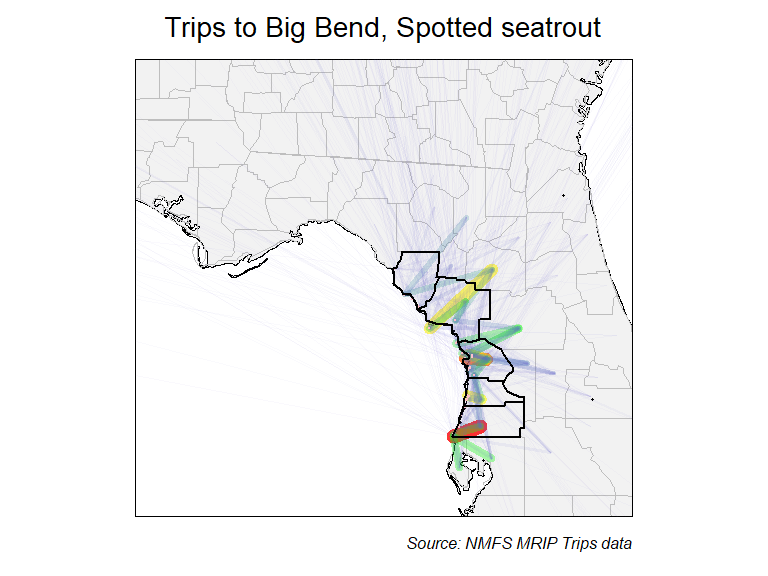 Trips to Big Bend, Spotted seatrout
Source: NMFS MRIP Trips data